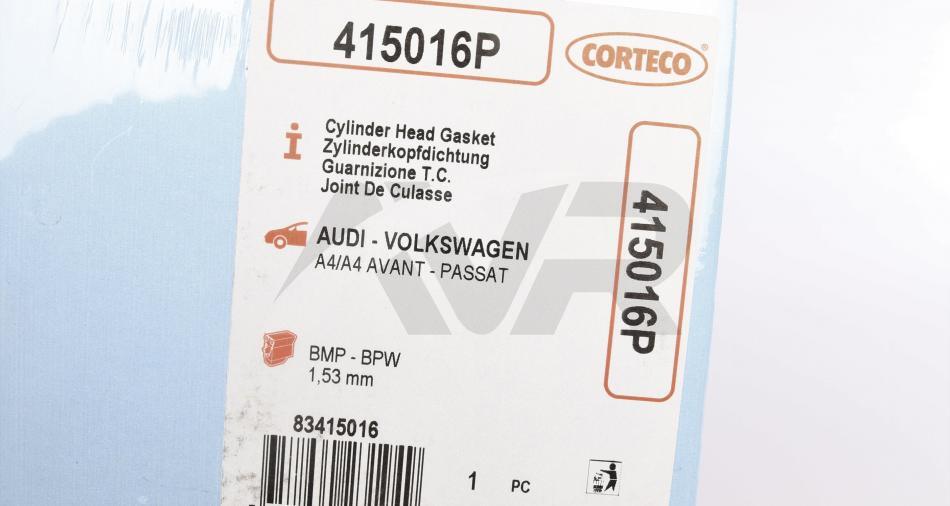 415016P
CORTECO®
Cylinder Head Gasket
Zylinderkopfdichtung
Guarnizione T.C.
Joint De Culasse
AUDI - VOLKSWAGEN
A4/A4 AVANT - PASSAT
BMP - BPW
1,53 mm
83415016
1 PC
415016P
IVR